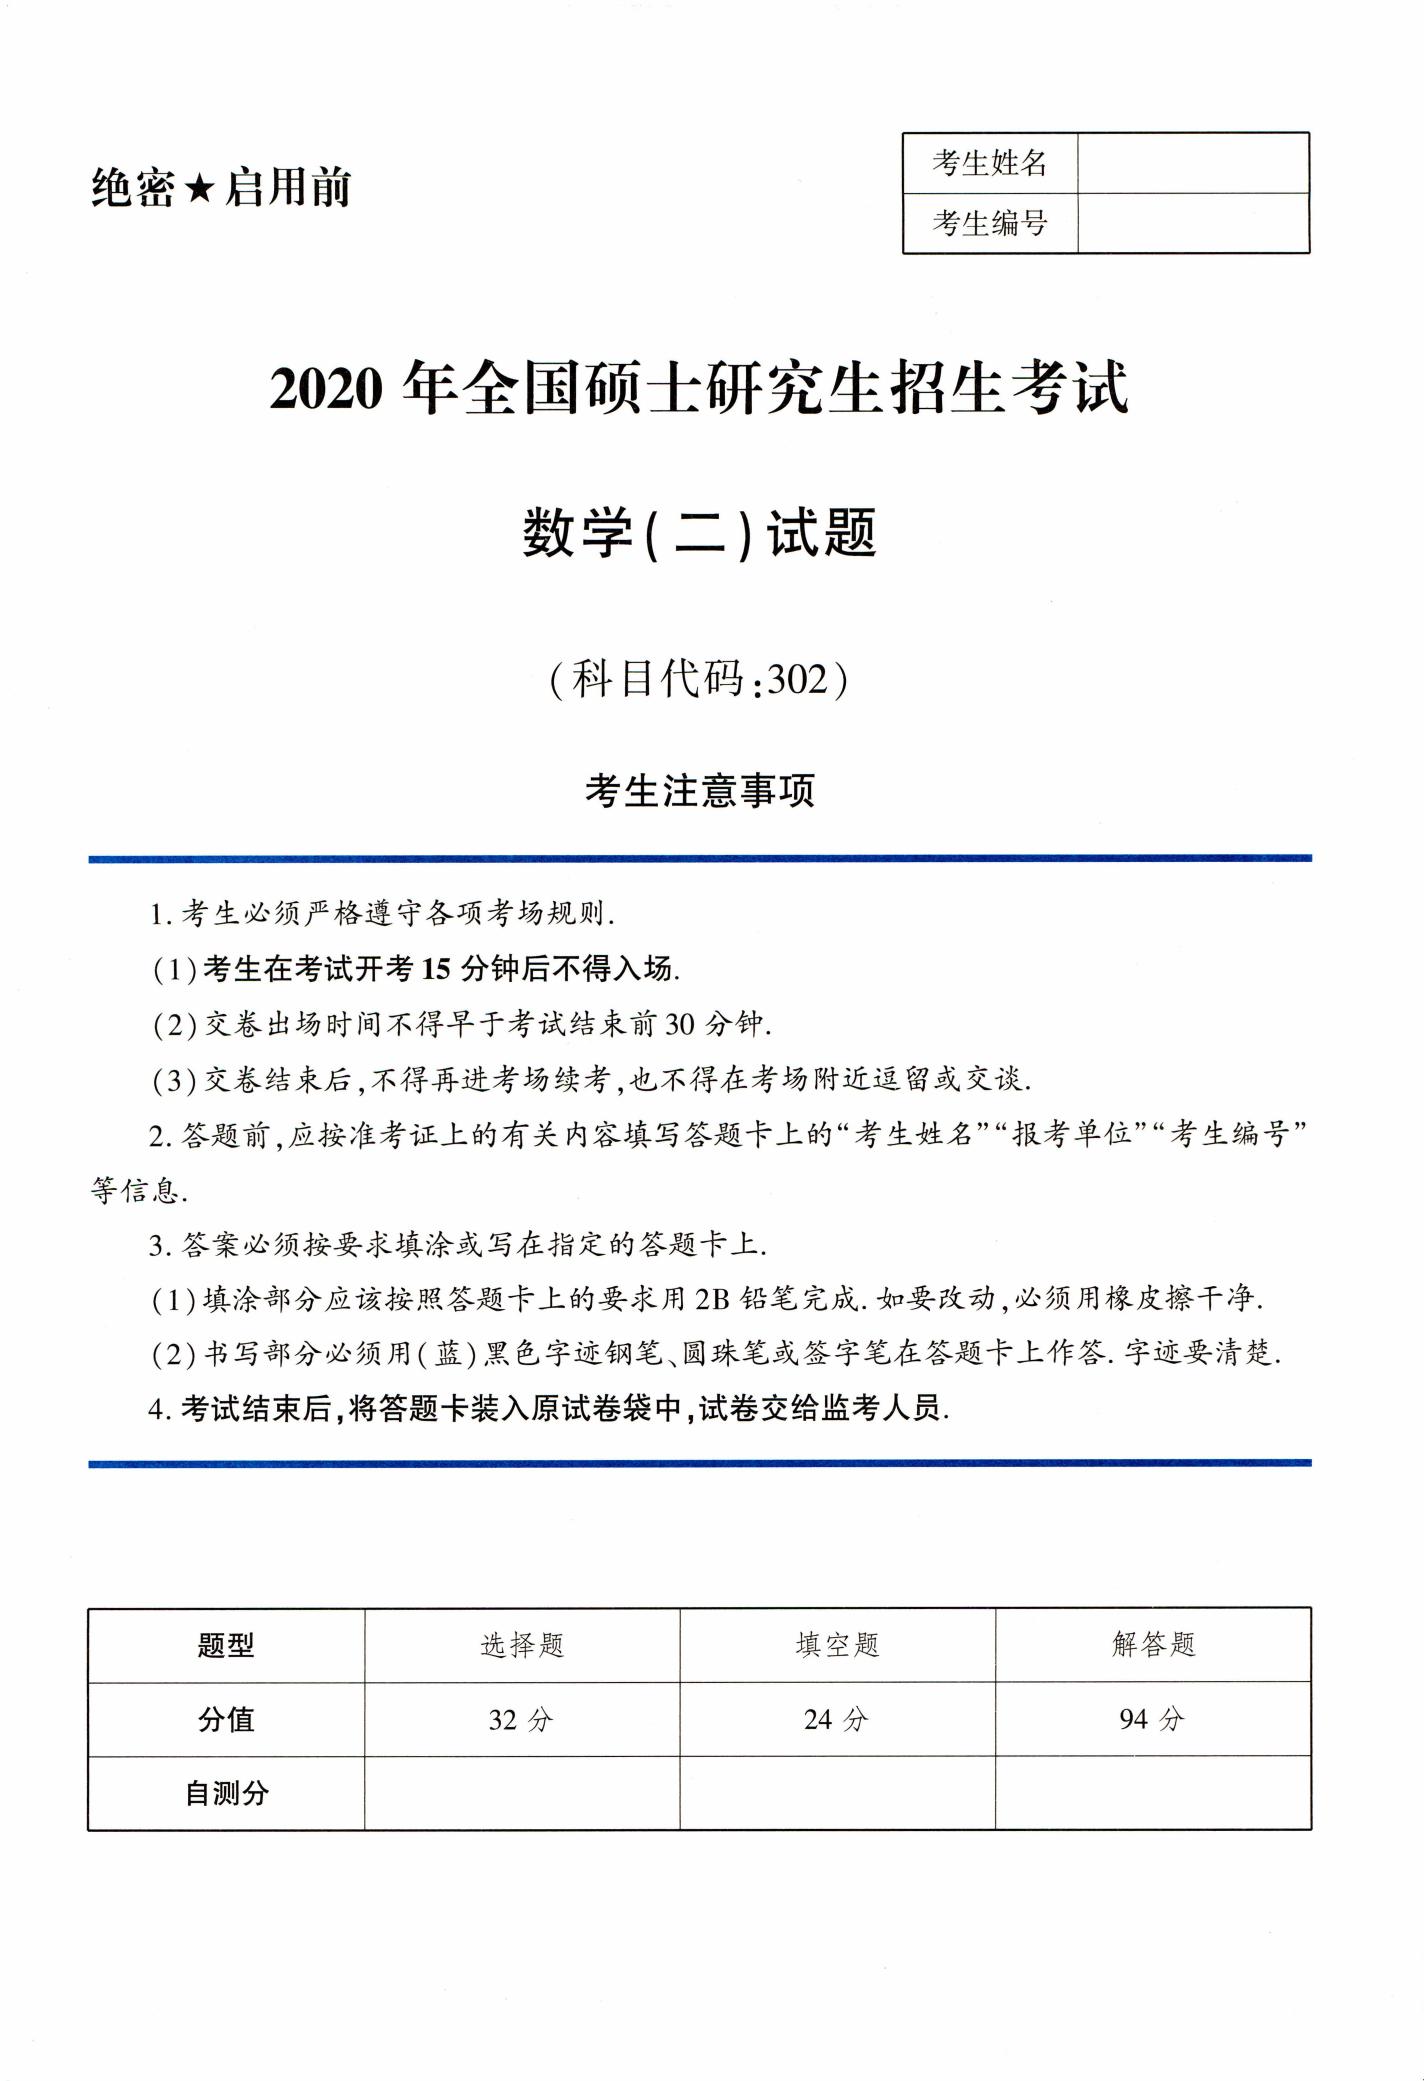 绝密★启用前
考生姓名
考生编号
2020 年全国硕士研究生招生考试
数学(二)试题
(科目代码:302)
考生注意事项
1. 考生必须严格遵守各项考场规则.
(1)考生在考试开考 15 分钟后不得入场.
(2)交卷出场时间不得早于考试结束前 30 分钟.
(3)交卷结束后,不得再进考场续考,也不得在考场附近逗留或交谈.
2. 答题前,应按准考证上的有关内容填写答题卡上的“考生姓名”“报考单位”“考生编号”
等信息.
3. 答案必须按要求填涂或写在指定的答题卡上.
(1)填涂部分应该按照答题卡上的要求用 2B 铅笔完成. 如要改动,必须用橡皮擦干净.
(2)书写部分必须用(蓝)黑色字迹钢笔、圆珠笔或签字笔在答题卡上作答. 字迹要清楚.
4. 考试结束后,将答题卡装入原试卷袋中,试卷交给监考人员.
题型 选择题 填空题 解答题
分值 32 分 24 分 94 分
自测分